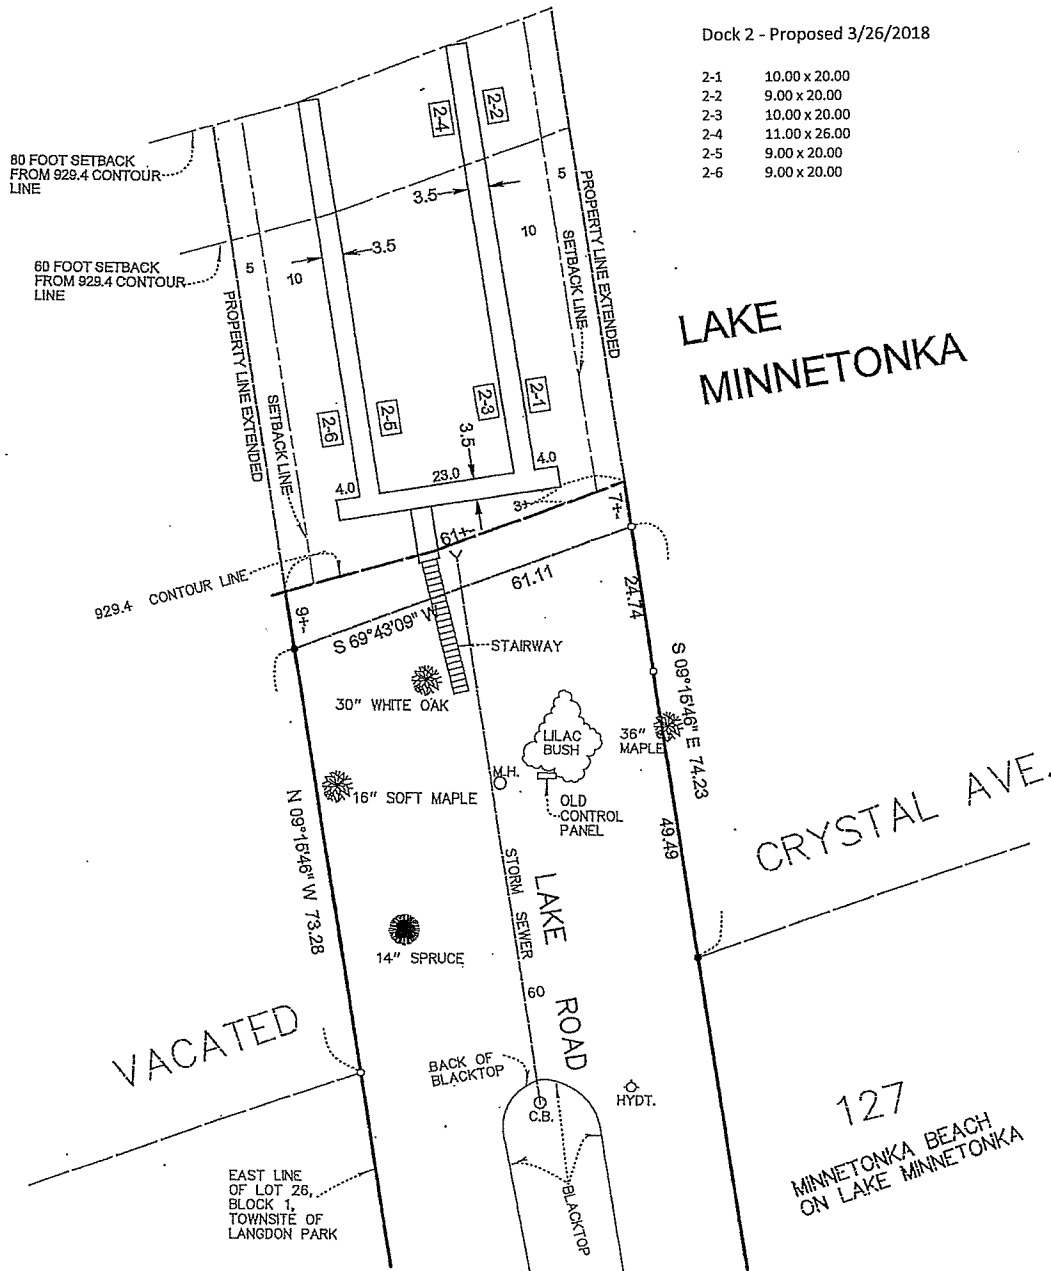 Dock 2 - Proposed 3/26/2018
2-1 10.00 x 20.00
2-2 9.00 x 20.00
2-3 10.00 x 20.00
2-4 11.00 x 26.00
2-5 9.00 x 20.00
2-6 9.00 x 20.00
80 FOOT SETBACK
FROM 929.4 CONTOUR
LINE
60 FOOT SETBACK
FROM 929.4 CONTOUR
LINE
2-4
2-2
3.5
3.5
5
10
5
10
PROPERTY LINE EXTENDED
SETBACK LINE
PROPERTY LINE EXTENDED
SETBACK LINE
LAKE
MINNETONKA
2-6
2-5
2-3
2-1
3.5
4.0
23.0
4.0
3+
7+-
61+-
9+-
929.4 CONTOUR LINE
61.11
S 69°43'09" W
24.74
STAIRWAY
30" WHITE OAK
LILAC
BUSH
36"
MAPLE
S 09°15'46" E 74.23
M.H.
16" SOFT MAPLE
OLD
CONTROL
PANEL
49.49
CRYSTAL AVE.
N 09°15'46" W 73.28
STORM SEWER
LAKE ROAD
14" SPRUCE
60
VACATED
BACK OF
BLACKTOP
C.B.
HYDT.
127
MINNETONKA BEACH
ON LAKE MINNETONKA
EAST LINE
OF LOT 26,
BLOCK 1,
TOWNSITE OF
LANGDON PARK
BLACKTOP